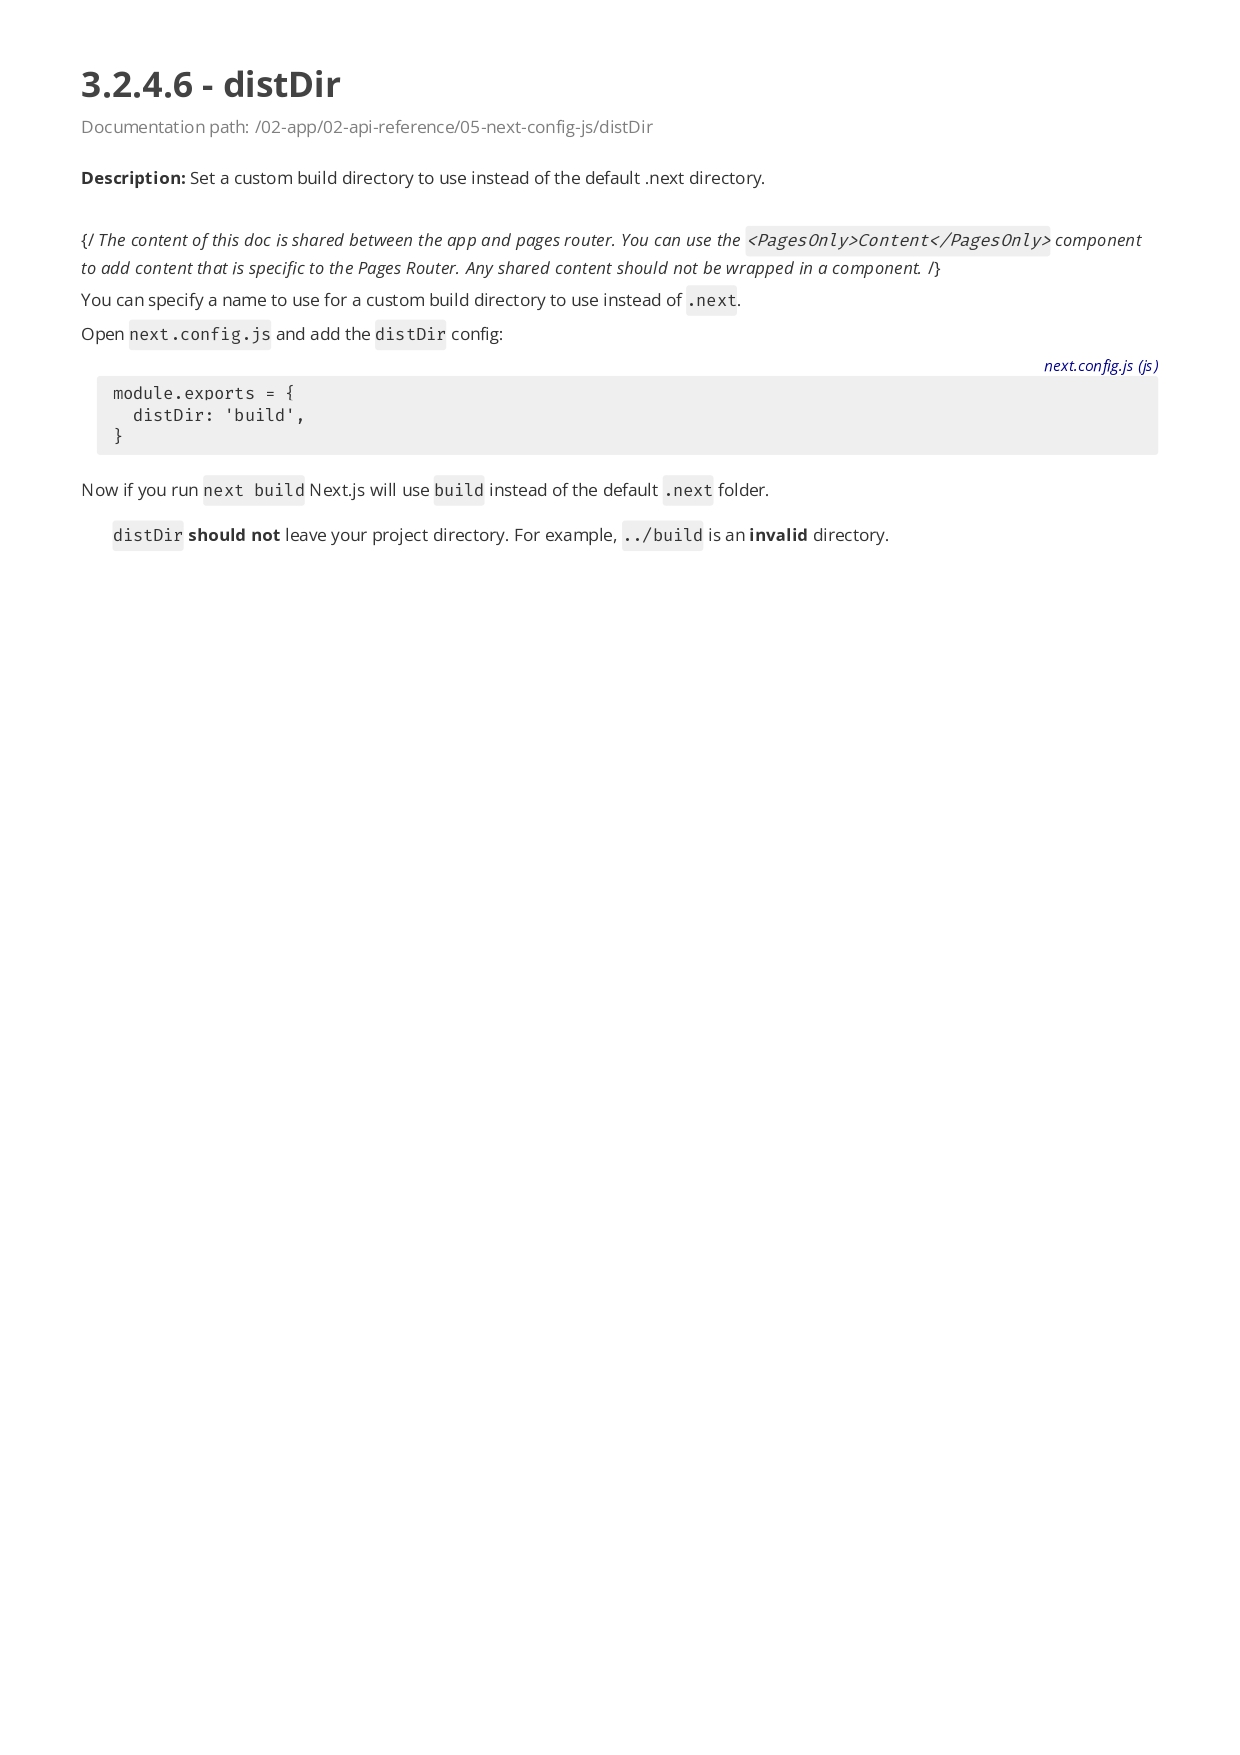 3.2.4.6 - distDir
Documentation path: /02-app/02-api-reference/05-next-config-js/distDir
Description: Set a custom build directory to use instead of the default .next directory.
{/ The content of this doc is shared between the app and pages router. You can use the <PagesOnly>Content</PagesOnly> component
to add content that is specific to the Pages Router. Any shared content should not be wrapped in a component. /}
You can specify a name to use for a custom build directory to use instead of .next.
Open next.config.js and add the distDir config:
next.config.js (js)
module.exports = {
  distDir: 'build',
}
Now if you run next build Next.js will use build instead of the default .next folder.
distDir should not leave your project directory. For example, ../build is an invalid directory.